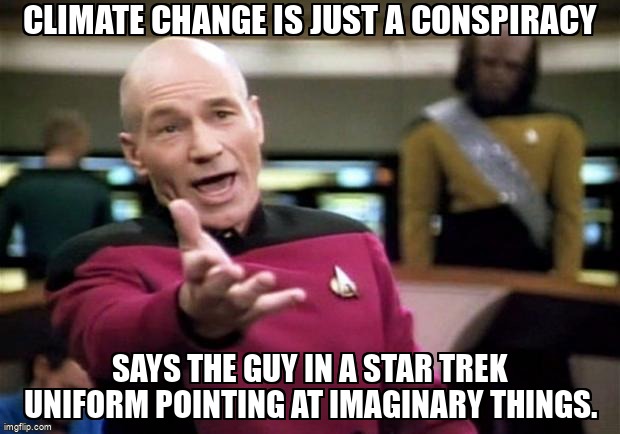 CLIMATE CHANGE IS JUST A CONSPIRACY
SAYS THE GUY IN A STAR TREK
UNIFORM POINTING AT IMAGINARY THINGS.
imgflip.com